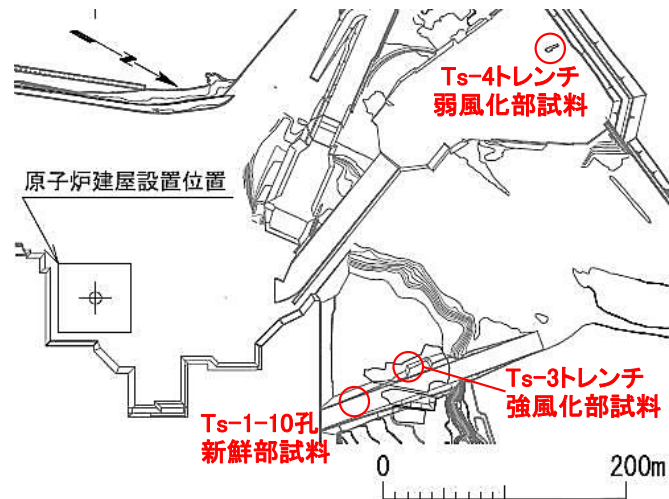 Ts-4トレンチ
弱風化部試料
原子炉建屋設置位置
Ts-3トレンチ
強風化部試料
Ts-1-10孔
新鮮部試料
0 200m